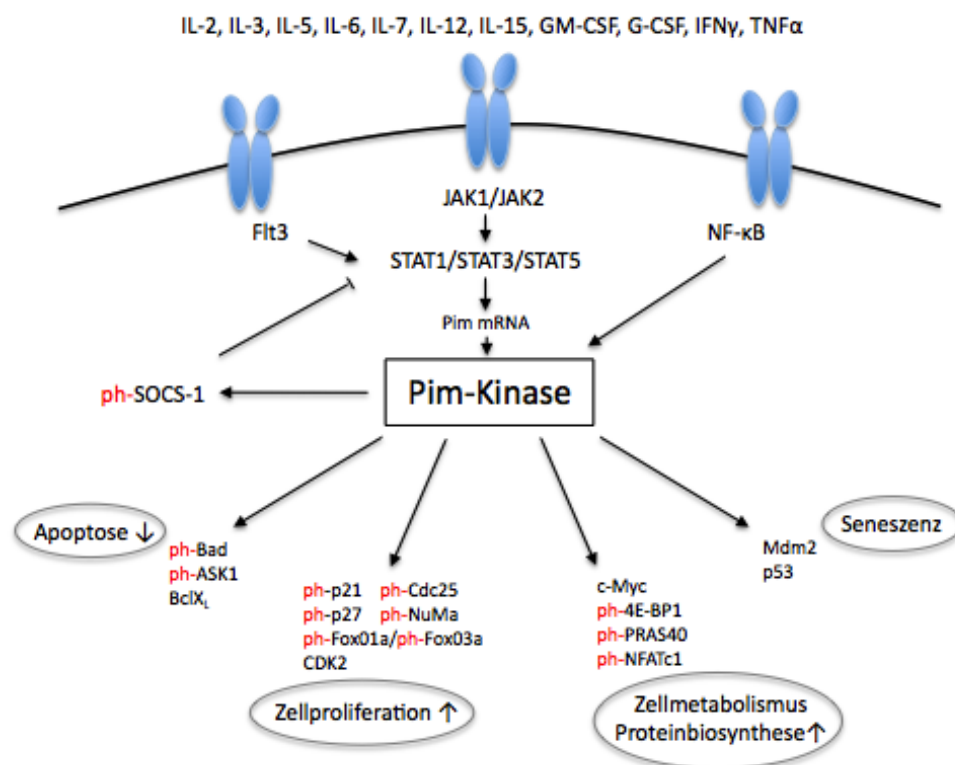 IL-2, IL-3, IL-5, IL-6, IL-7, IL-12, IL-15, GM-CSF, G-CSF, IFNγ, TNFα
JAK1/JAK2
Flt3
NF-κB
STAT1/STAT3/STAT5
Pim mRNA
Pim-Kinase
ph-SOCS-1
Apoptose ↓
ph-Bad
ph-ASK1
BclXL
ph-p21 ph-Cdc25
ph-p27 ph-NuMa
ph-Fox01a/ph-Fox03a
CDK2
Zellproliferation ↑
c-Myc
ph-4E-BP1
ph-PRAS40
ph-NFATc1
Zellmetabolismus
Proteinbiosynthese↑
Seneszenz
Mdm2
p53